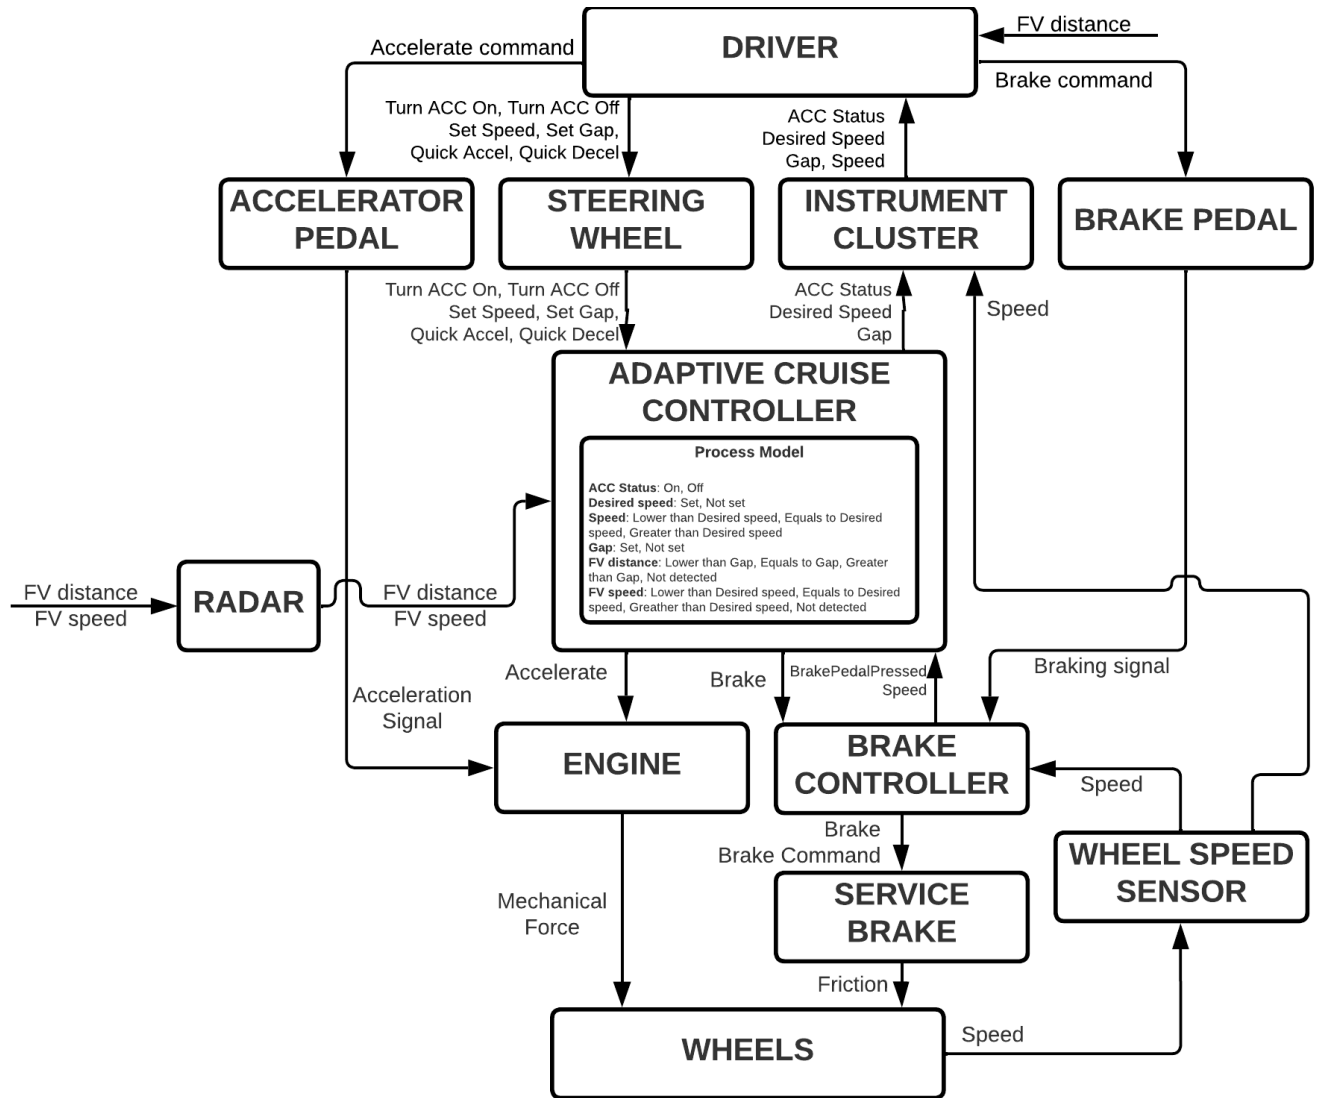 DRIVER
FV distance
Accelerate command
Brake command
Turn ACC On, Turn ACC Off
Set Speed, Set Gap,
Quick Accel, Quick Decel
ACC Status
Desired Speed
Gap, Speed
ACCELERATOR
PEDAL
STEERING
WHEEL
INSTRUMENT
CLUSTER
BRAKE PEDAL
Turn ACC On, Turn ACC Off
Set Speed, Set Gap,
Quick Accel, Quick Decel
ACC Status
Desired Speed
Gap
Speed
ADAPTIVE CRUISE
CONTROLLER
Process Model
ACC Status: On, Off
Desired speed: Set, Not set
Speed: Lower than Desired speed, Equals to Desired
speed, Greater than Desired speed
Gap: Set, Not set
FV distance: Lower than Gap, Equals to Gap, Greater
than Gap, Not detected
FV speed: Lower than Desired speed, Equals to Desired
speed, Greather than Desired speed, Not detected
FV distance
FV speed
RADAR
FV distance
FV speed
Accelerate
Brake
BrakePedalPressed
Speed
Braking signal
Acceleration
Signal
ENGINE
BRAKE
CONTROLLER
Speed
Brake
Brake Command
WHEEL SPEED
SENSOR
SERVICE
BRAKE
Mechanical
Force
Friction
WHEELS
Speed